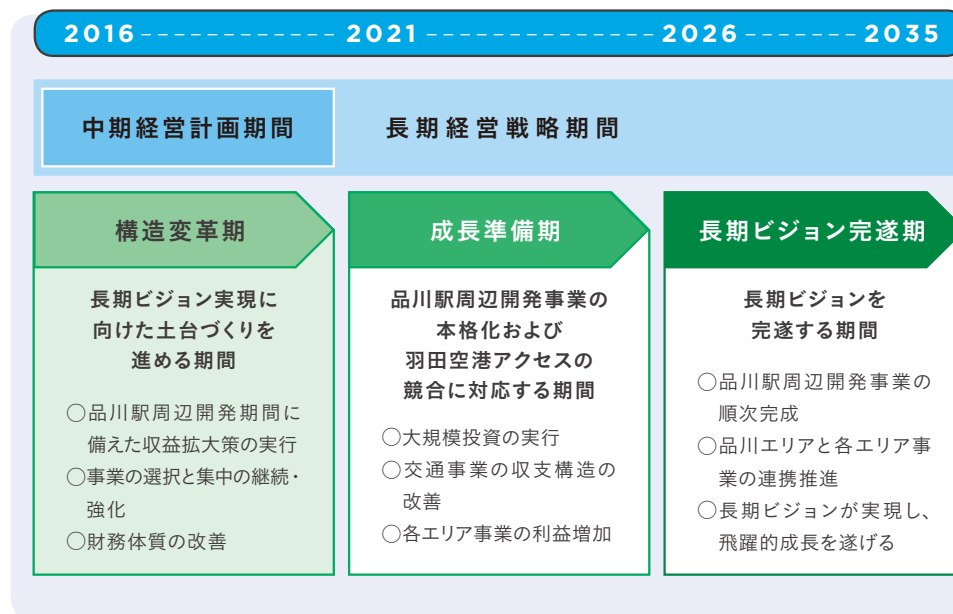 2016 2021 2026 2035
中期経営計画期間
長期経営戦略期間
構造変革期
長期ビジョン実現に
向けた土台づくりを
進める期間
○品川駅周辺開発期間に
備えた収益拡大策の実行
○事業の選択と集中の継続・
強化
○財務体質の改善
成長準備期
品川駅周辺開発事業の
本格化および
羽田空港アクセスの
競合に対応する期間
○大規模投資の実行
○交通事業の収支構造の
改善
○各エリア事業の利益増加
長期ビジョン完遂期
長期ビジョンを
完遂する期間
○品川駅周辺開発事業の
順次完成
○品川エリアと各エリア事
業の連携推進
○長期ビジョンが実現し、
飛躍的成長を遂げる